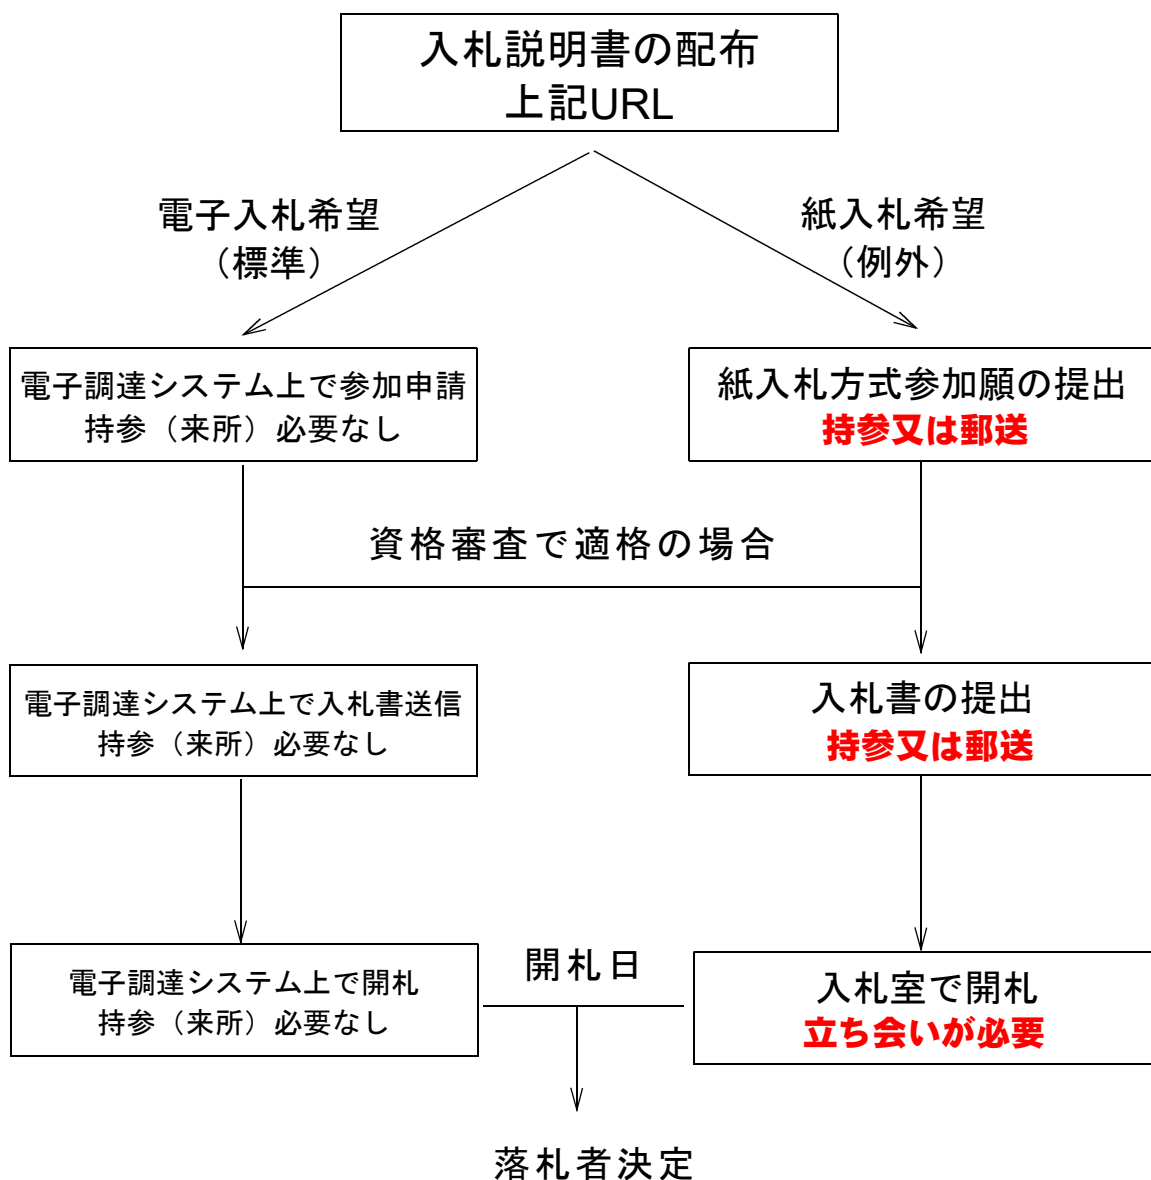 入札説明書の配布
上記URL
電子入札希望
（標準）
紙入札希望
（例外）
電子調達システム上で参加申請
持参（来所）必要なし
紙入札方式参加願の提出
持参又は郵送
資格審査で適格の場合
電子調達システム上で入札書送信
持参（来所）必要なし
入札書の提出
持参又は郵送
電子調達システム上で開札
持参（来所）必要なし
開札日
入札室で開札
立ち会いが必要
落札者決定